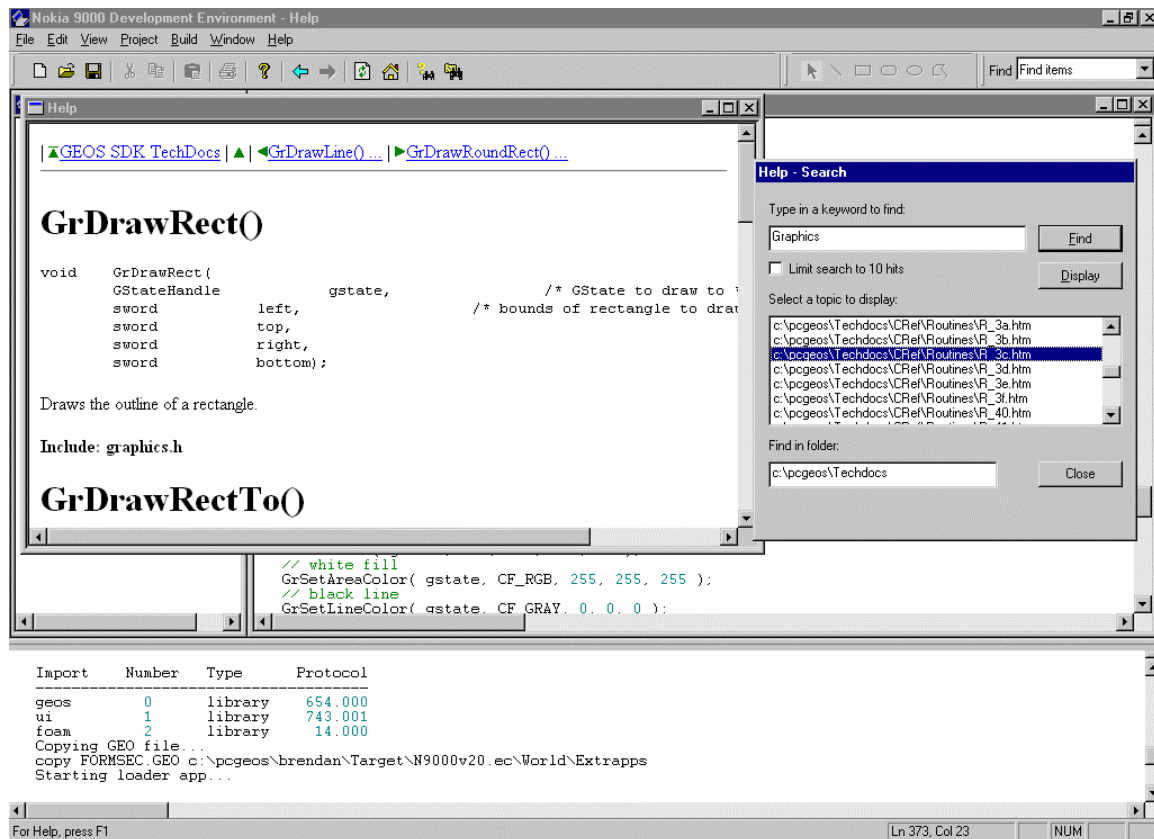 Nokia 9000 Development Environment - Help
File Edit View Project Build Window Help
Find Find items
Help
| GEOS SDK TechDocs | | GrDrawLine() ... | GrDrawRoundRect() ...
GrDrawRect()
void GrDrawRect(
GStateHandle gstate, /* GState to draw to
sword left, /* bounds of rectangle to draw
sword top,
sword right,
sword bottom);
Draws the outline of a rectangle.
Include: graphics.h
GrDrawRectTo()
Help - Search
Type in a keyword to find:
Graphics
Find
Limit search to 10 hits
Display
Select a topic to display:
c:\pcgeos\Techdocs\CRef\Routines\R_3a.htm
c:\pcgeos\Techdocs\CRef\Routines\R_3b.htm
c:\pcgeos\Techdocs\CRef\Routines\R_3c.htm
c:\pcgeos\Techdocs\CRef\Routines\R_3d.htm
c:\pcgeos\Techdocs\CRef\Routines\R_3e.htm
c:\pcgeos\Techdocs\CRef\Routines\R_3f.htm
c:\pcgeos\Techdocs\CRef\Routines\R_40.htm
Find in folder:
c:\pcgeos\Techdocs
Close
// white fill
GrSetAreaColor( gstate, CF_RGB, 255, 255, 255 );
// black line
GrSetLineColor( gstate, CF_GRAY, 0, 0, 0 );
Import Number Type Protocol
------------------------------------------
geos 0 library 654.000
ui 1 library 743.001
foam 2 library 14.000
Copying GEO file...
copy FORMSEC.GEO c:\pcgeos\brendan\Target\N9000v20.ec\World\Extrapps
Starting loader app...
For Help, press F1
Ln 373, Col 23
NUM